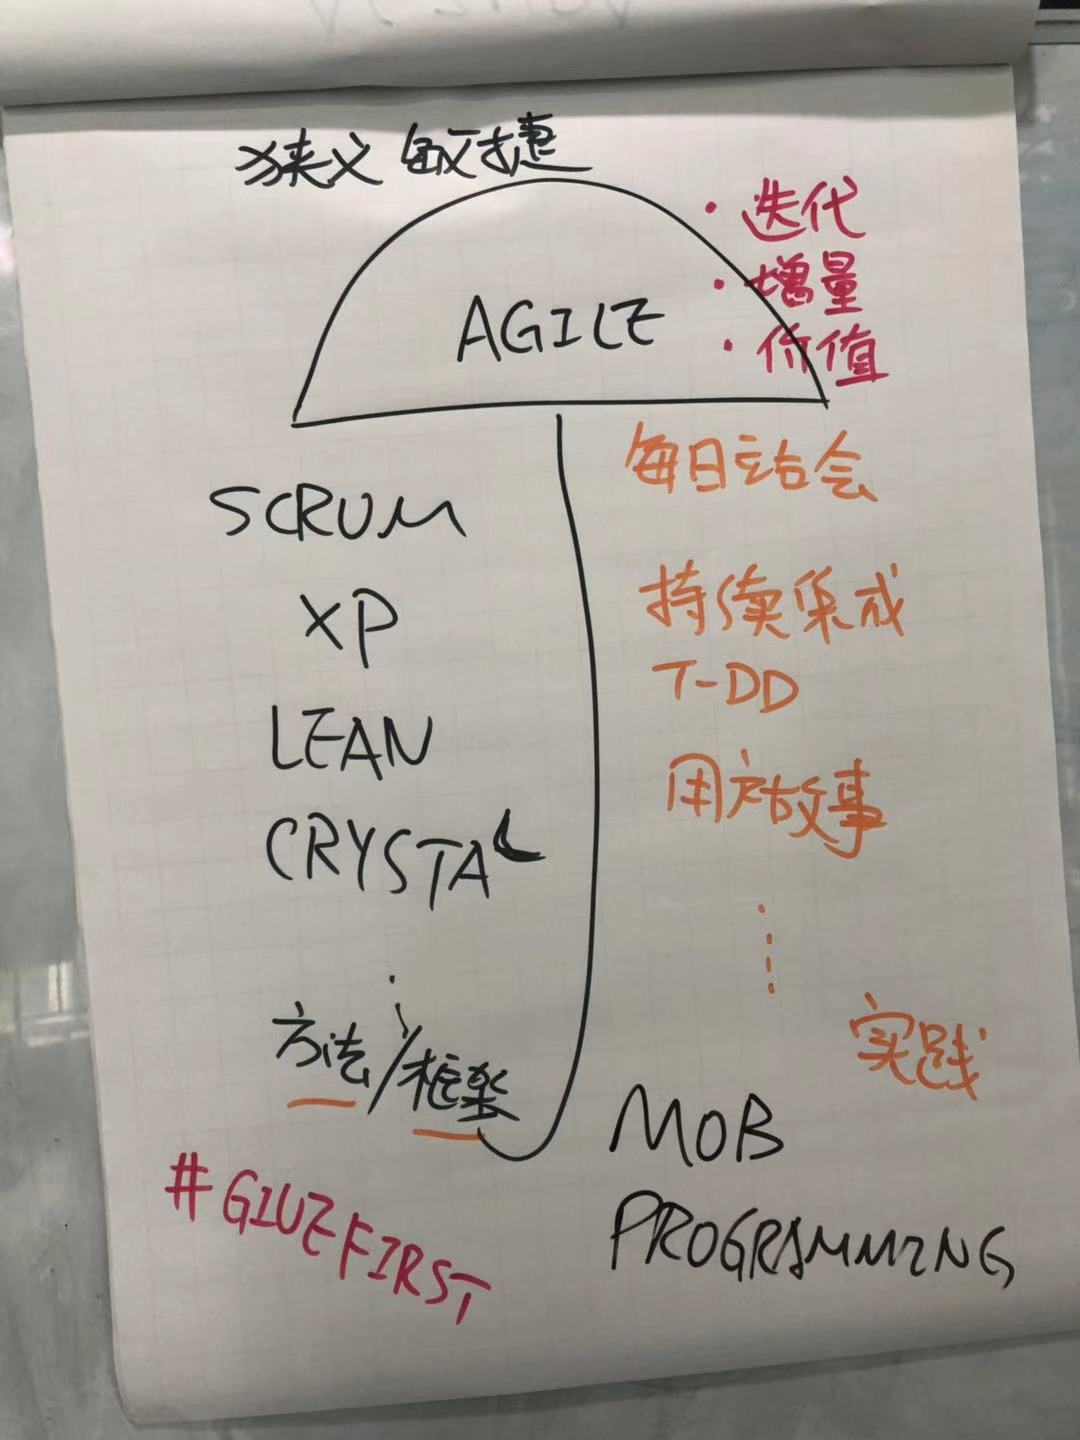 狭义 敏捷
· 迭代
· 增量
· 价值
AGILE
SCRUM
XP
LEAN
CRYSTAL
方法/框架
每日站会
持续集成
T-DD
用户故事
实践
MOB
PROGRAMMING
#GIVEFIRST